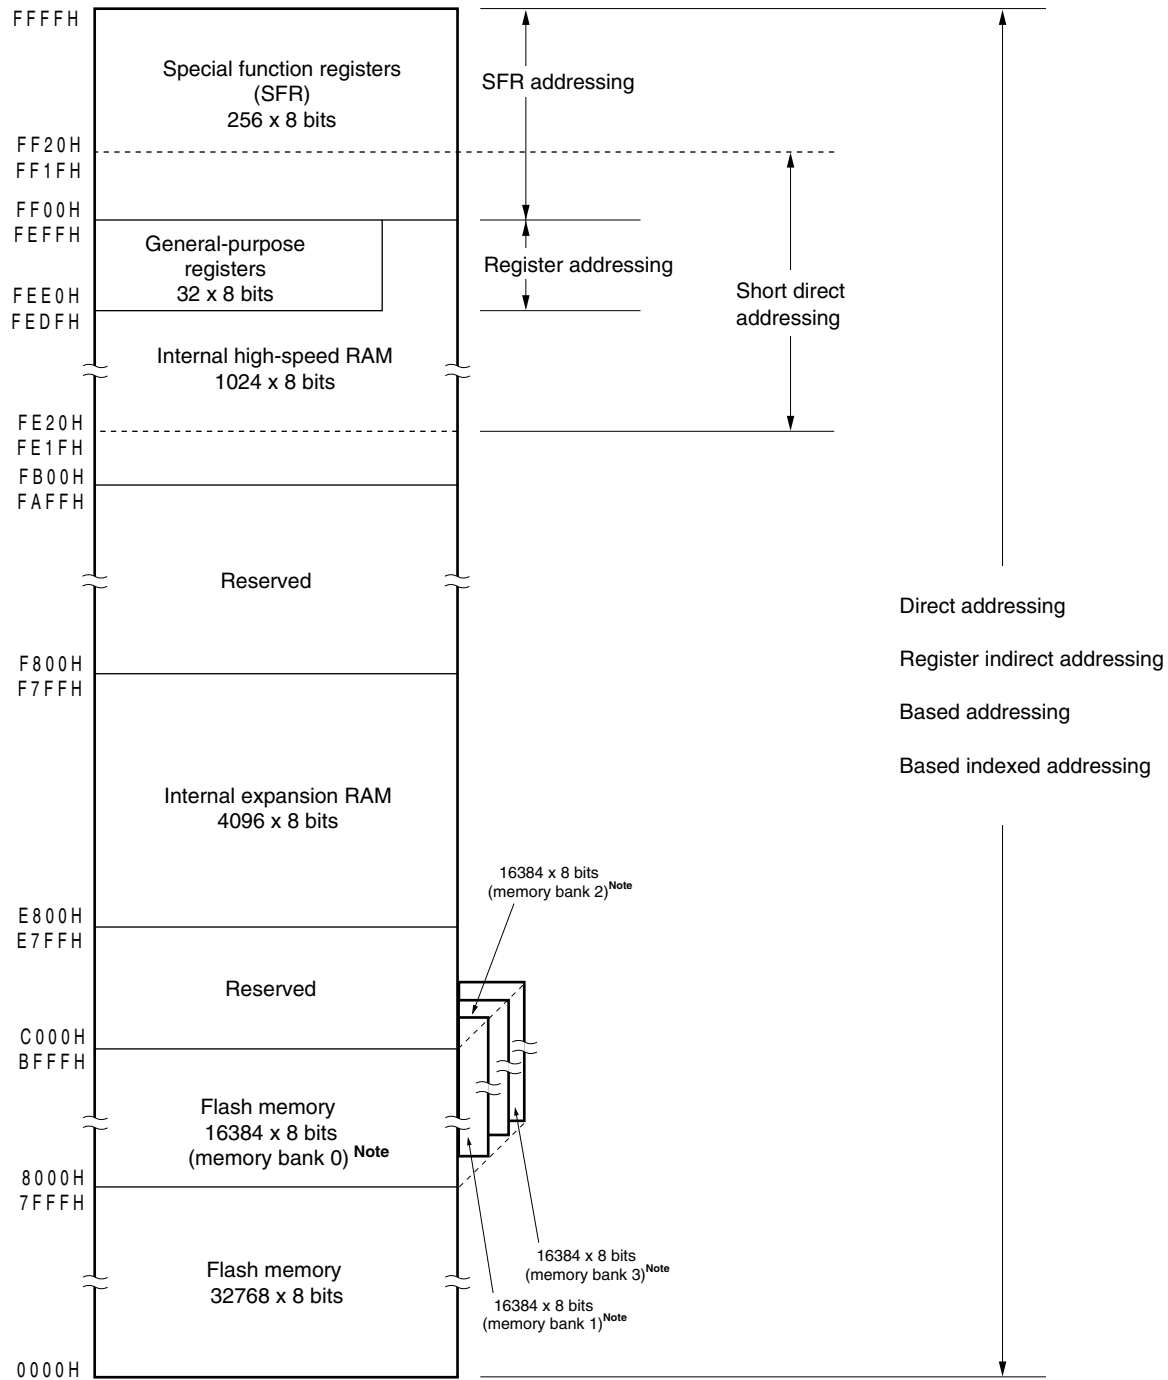 FFFFH
Special function registers
(SFR)
256 x 8 bits
SFR addressing
FF20H
FF1FH
FF00H
FEFFH
General-purpose
registers
32 x 8 bits
Register addressing
FEE0H
FEDFH
Short direct
addressing
Internal high-speed RAM
1024 x 8 bits
FE20H
FE1FH
FB00H
FAFFH
Reserved
Direct addressing
Register indirect addressing
Based addressing
Based indexed addressing
F800H
F7FFH
Internal expansion RAM
4096 x 8 bits
16384 x 8 bits
(memory bank 2) Note
E800H
E7FFH
Reserved
C000H
BFFFH
Flash memory
16384 x 8 bits
(memory bank 0) Note
8000H
7FFFH
16384 x 8 bits
(memory bank 3) Note
Flash memory
32768 x 8 bits
16384 x 8 bits
(memory bank 1) Note
0000H